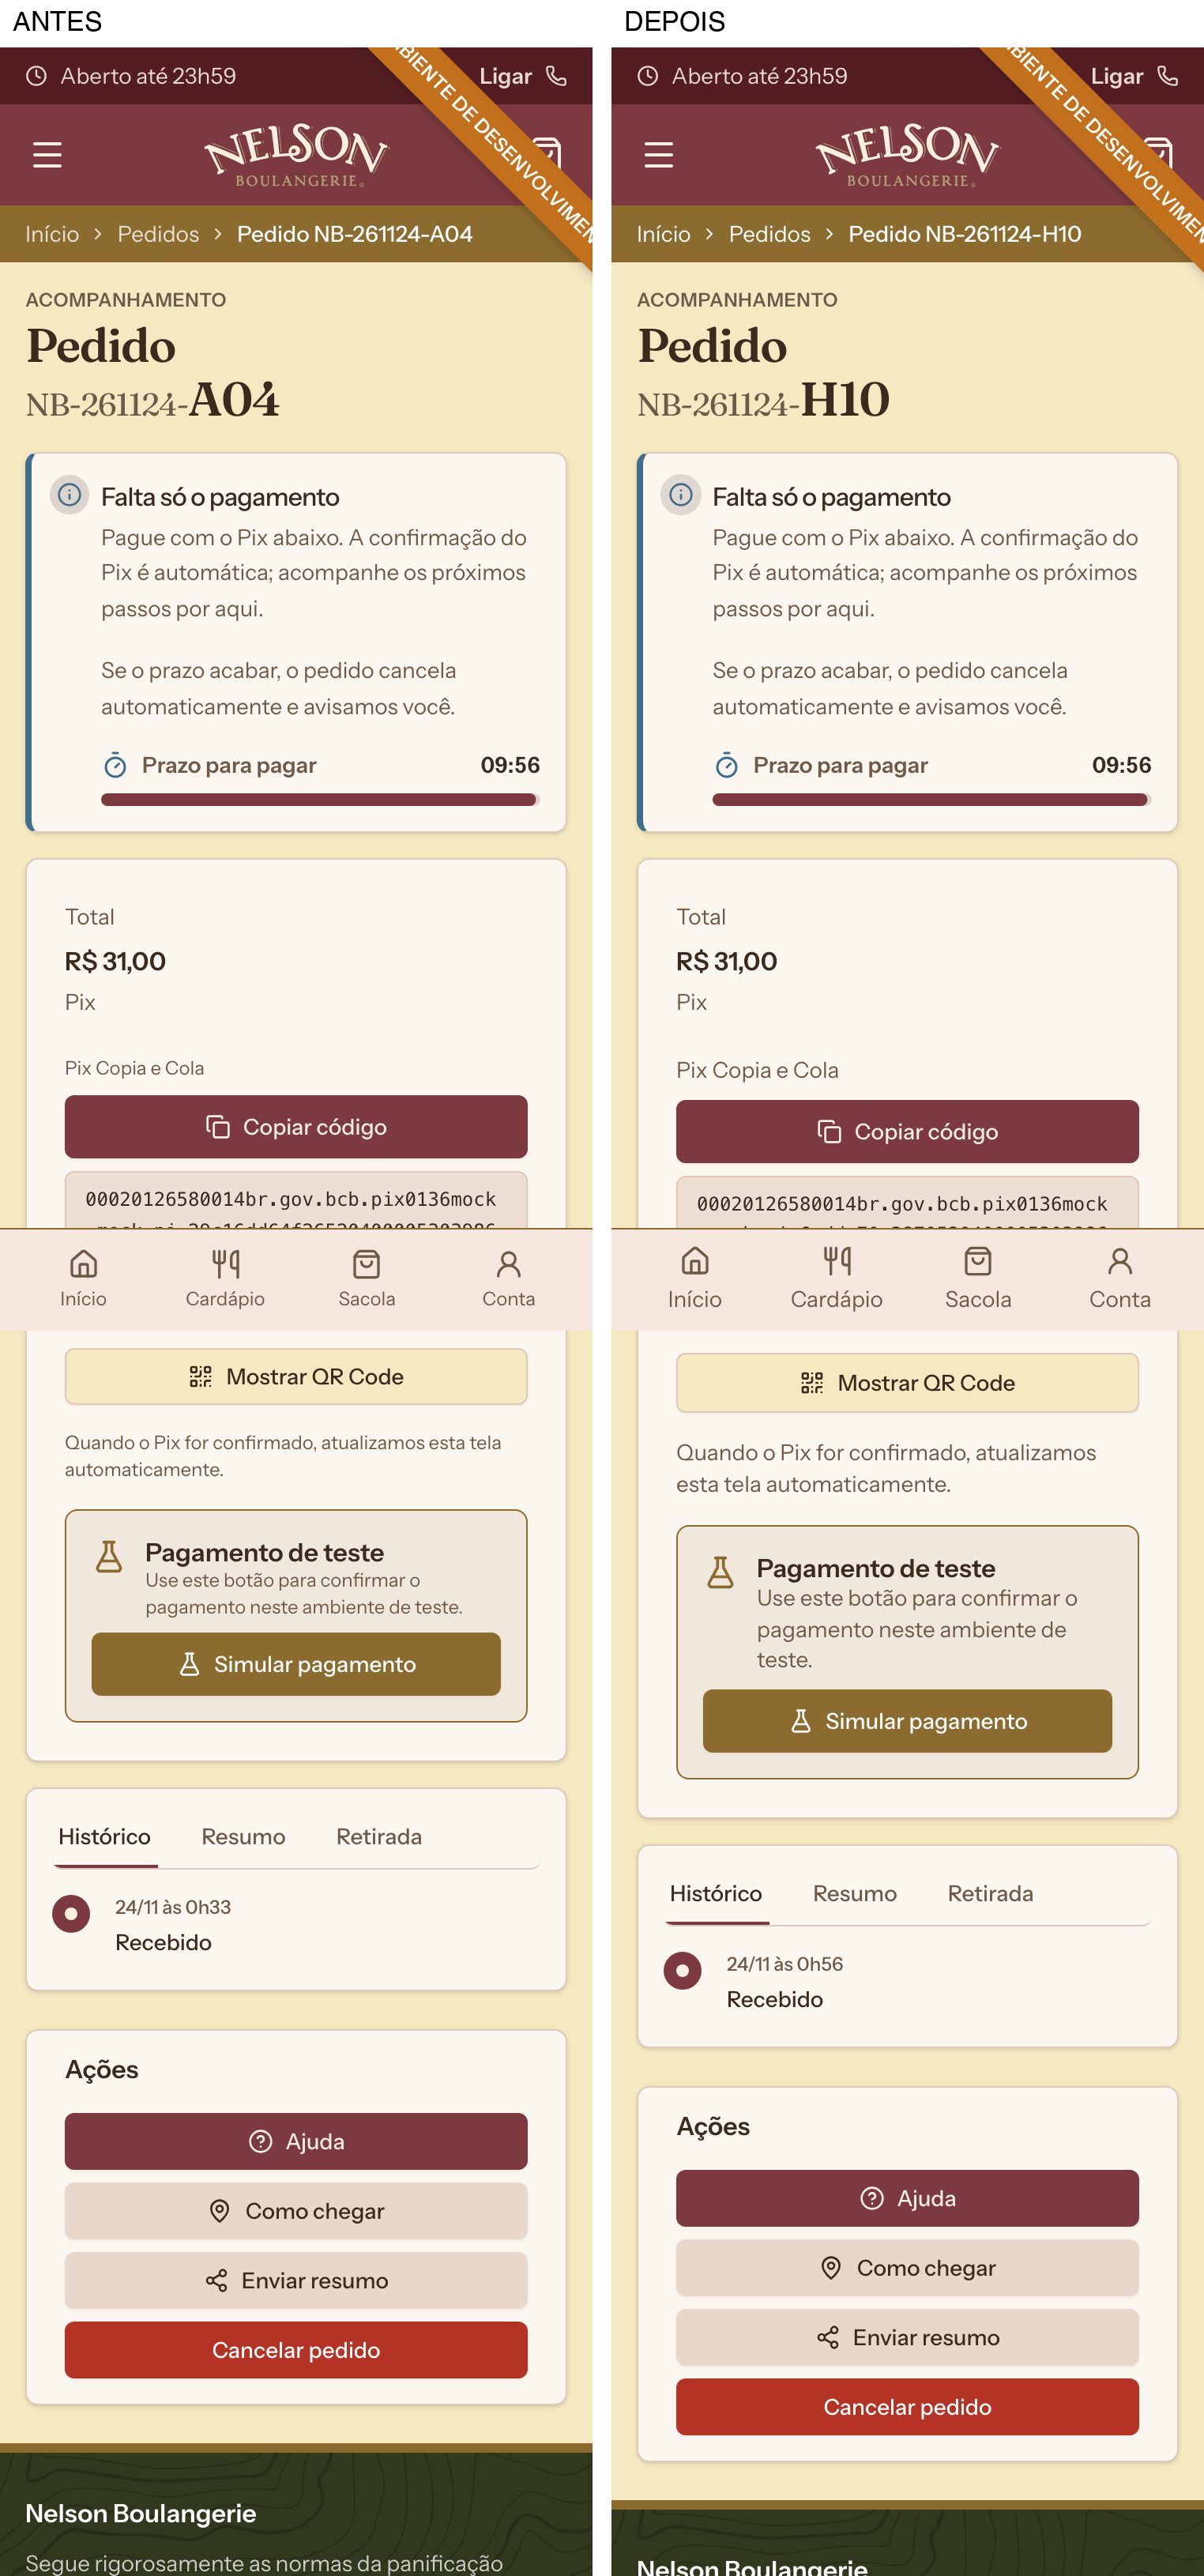 ANTES
Aberto até 23h59
Ligar
BIENTE DE DESENVOLVIMEN
NELSON
BOULANGERIE
Início > Pedidos > Pedido NB-261124-A04
ACOMPANHAMENTO
Pedido
NB-261124-A04
Falta só o pagamento
Pague com o Pix abaixo. A confirmação do
Pix é automática; acompanhe os próximos
passos por aqui.
Se o prazo acabar, o pedido cancela
automaticamente e avisamos você.
Prazo para pagar 09:56
Total
R$ 31,00
Pix
Pix Copia e Cola
Copiar código
00020126580014br.gov.bcb.pix0136mock
Início Cardápio Sacola Conta
Mostrar QR Code
Quando o Pix for confirmado, atualizamos esta tela
automaticamente.
Pagamento de teste
Use este botão para confirmar o
pagamento neste ambiente de teste.
Simular pagamento
Histórico Resumo Retirada
24/11 às 0h33
Recebido
Ações
Ajuda
Como chegar
Enviar resumo
Cancelar pedido
Nelson Boulangerie
Segue rigorosamente as normas da panificação
DEPOIS
Aberto até 23h59
Ligar
BIENTE DE DESENVOLVIMEN
NELSON
BOULANGERIE
Início > Pedidos > Pedido NB-261124-H10
ACOMPANHAMENTO
Pedido
NB-261124-H10
Falta só o pagamento
Pague com o Pix abaixo. A confirmação do
Pix é automática; acompanhe os próximos
passos por aqui.
Se o prazo acabar, o pedido cancela
automaticamente e avisamos você.
Prazo para pagar 09:56
Total
R$ 31,00
Pix
Pix Copia e Cola
Copiar código
00020126580014br.gov.bcb.pix0136mock
Início Cardápio Sacola Conta
Mostrar QR Code
Quando o Pix for confirmado, atualizamos
esta tela automaticamente.
Pagamento de teste
Use este botão para confirmar o
pagamento neste ambiente de
teste.
Simular pagamento
Histórico Resumo Retirada
24/11 às 0h56
Recebido
Ações
Ajuda
Como chegar
Enviar resumo
Cancelar pedido
Nelson Boulangerie